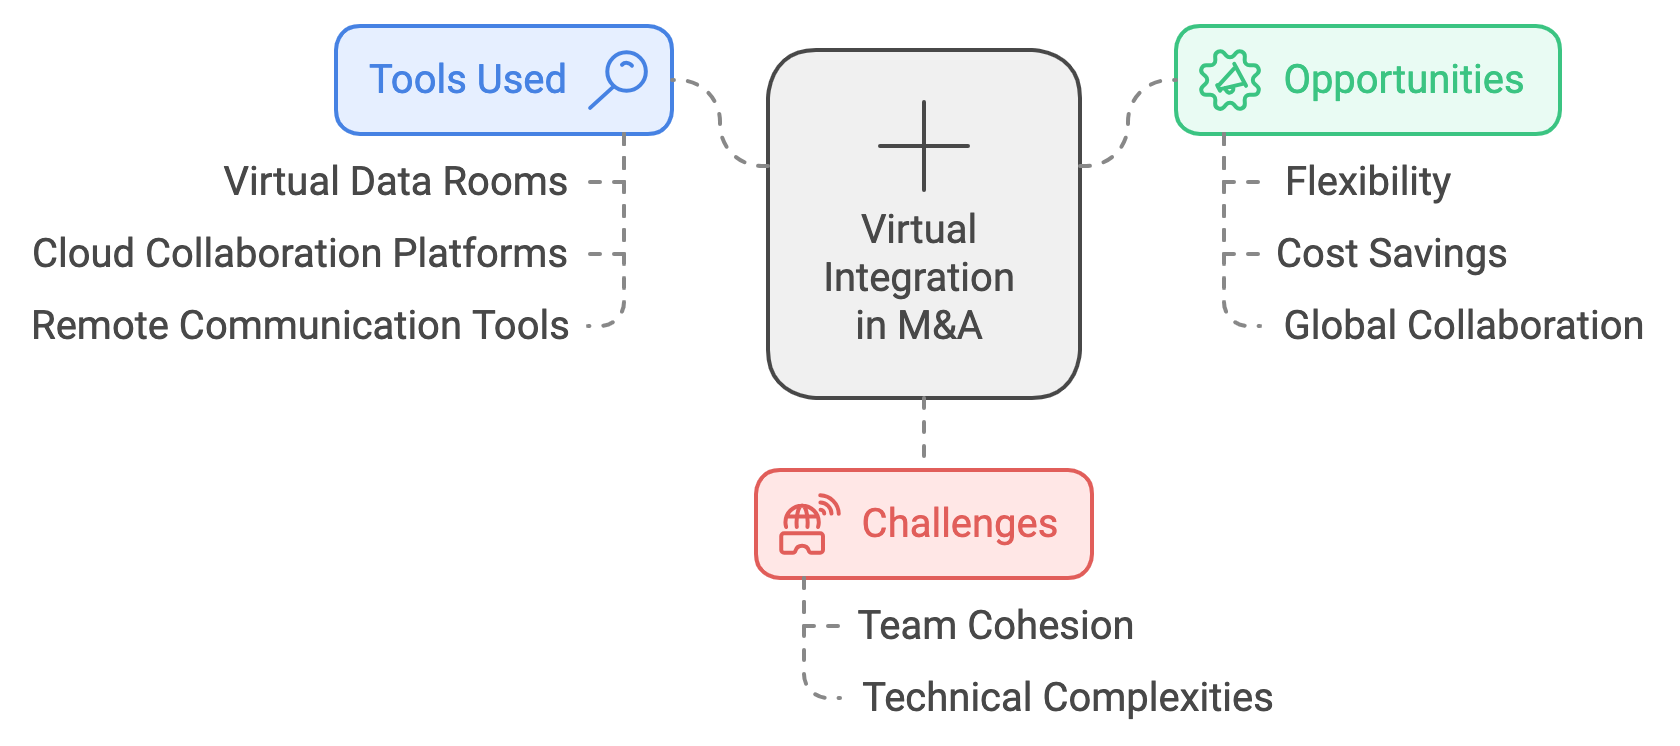 Tools Used
Virtual Data Rooms
Cloud Collaboration Platforms
Remote Communication Tools
Virtual
Integration
in M&A
Opportunities
Flexibility
Cost Savings
Global Collaboration
Challenges
Team Cohesion
Technical Complexities